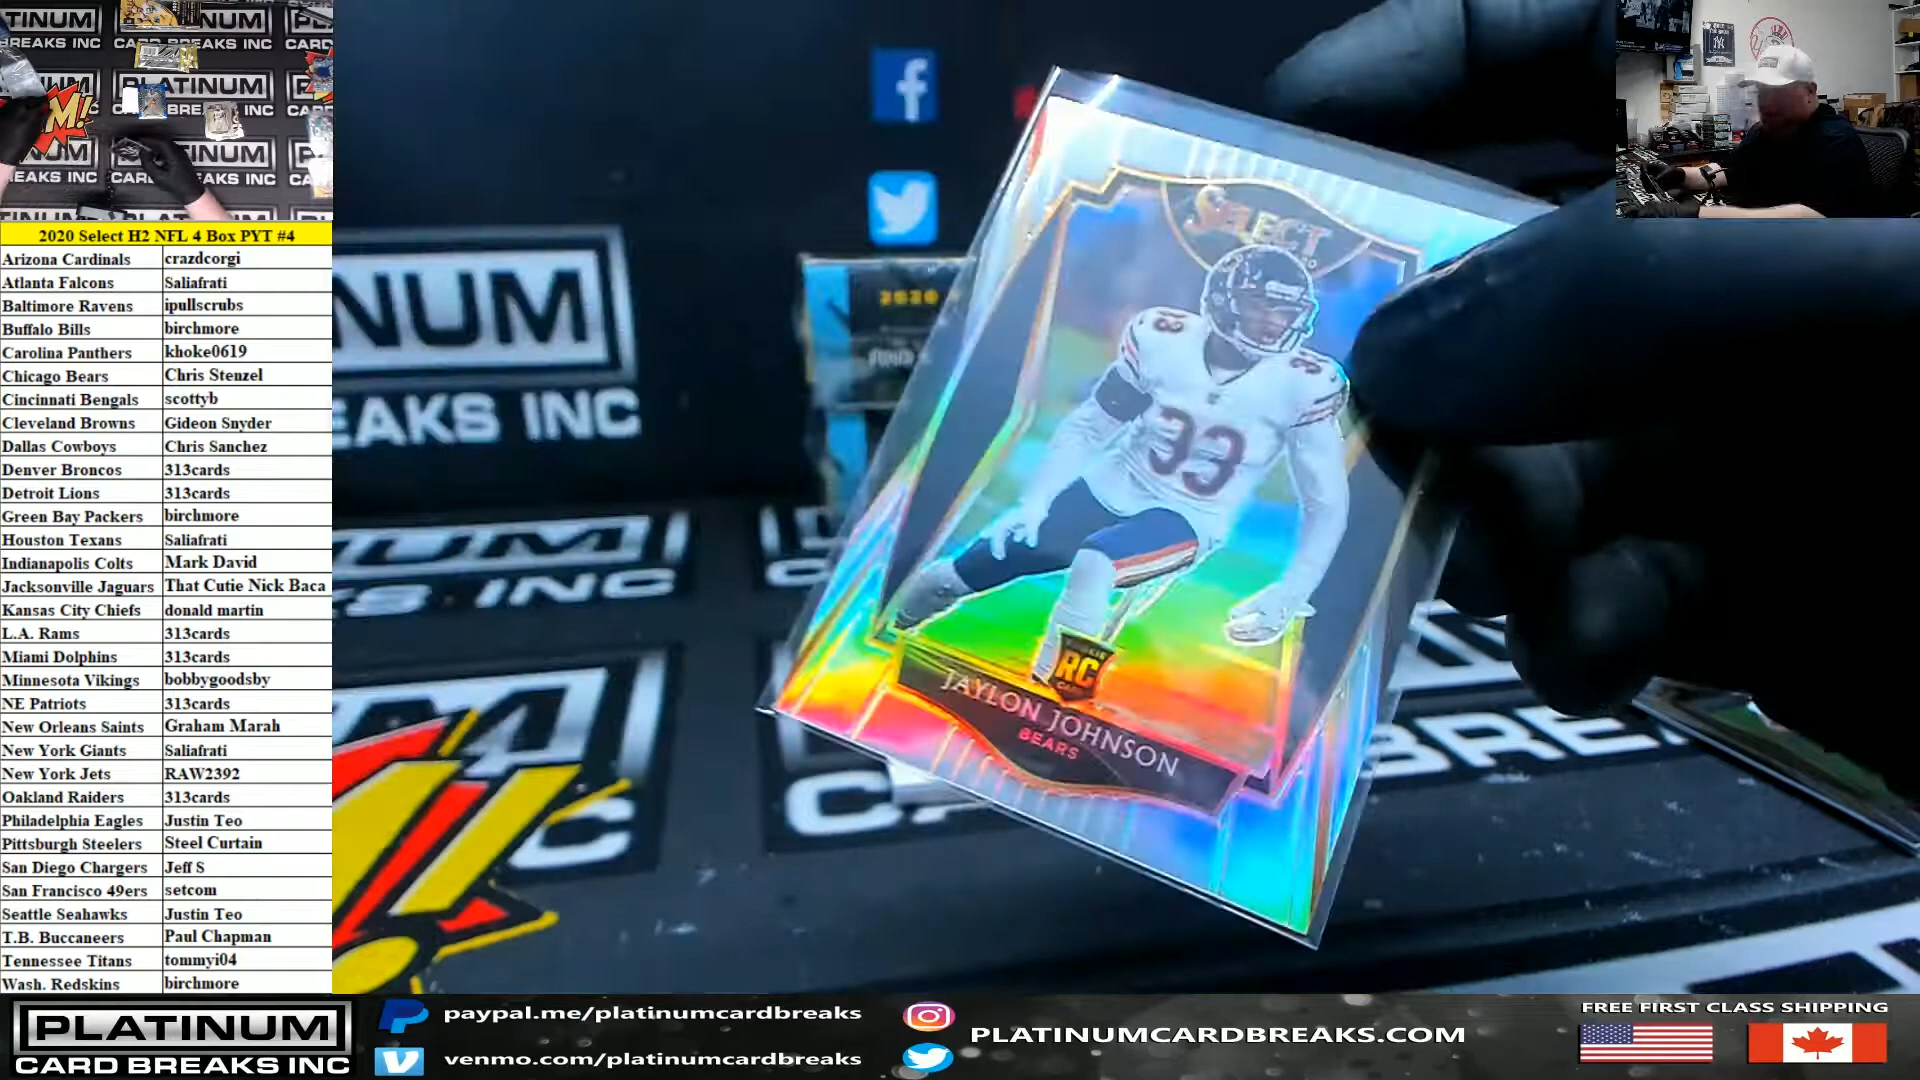 PLATINUM
CARD BREAKS INC
2020 Select H2 NFL 4 Box PYT #4
Arizona Cardinals crazdcorgi
Atlanta Falcons Saliafrati
Baltimore Ravens ipullscrubs
Buffalo Bills birchmore
Carolina Panthers khoke0619
Chicago Bears Chris Stenzel
Cincinnati Bengals scottyb
Cleveland Browns Gideon Snyder
Dallas Cowboys Chris Sanchez
Denver Broncos 313cards
Detroit Lions 313cards
Green Bay Packers birchmore
Houston Texans Saliafrati
Indianapolis Colts Mark David
Jacksonville Jaguars That Cutie Nick Baca
Kansas City Chiefs donald martin
L.A. Rams 313cards
Miami Dolphins 313cards
Minnesota Vikings bobbygoodsby
NE Patriots 313cards
New Orleans Saints Graham Marah
New York Giants Saliafrati
New York Jets RAW2392
Oakland Raiders 313cards
Philadelphia Eagles Justin Teo
Pittsburgh Steelers Steel Curtain
San Diego Chargers Jeff S
San Francisco 49ers setcom
Seattle Seahawks Justin Teo
T.B. Buccaneers Paul Chapman
Tennessee Titans tommyi04
Wash. Redskins birchmore
NUM
EAKS INC
2020
SELECT
33
33
33
RC
JAYLON JOHNSON
BEARS
PLATINUM
CARD BREAKS INC
paypal.me/platinumcardbreaks
venmo.com/platinumcardbreaks
PLATINUMCARDBREAKS.COM
FREE FIRST CLASS SHIPPING